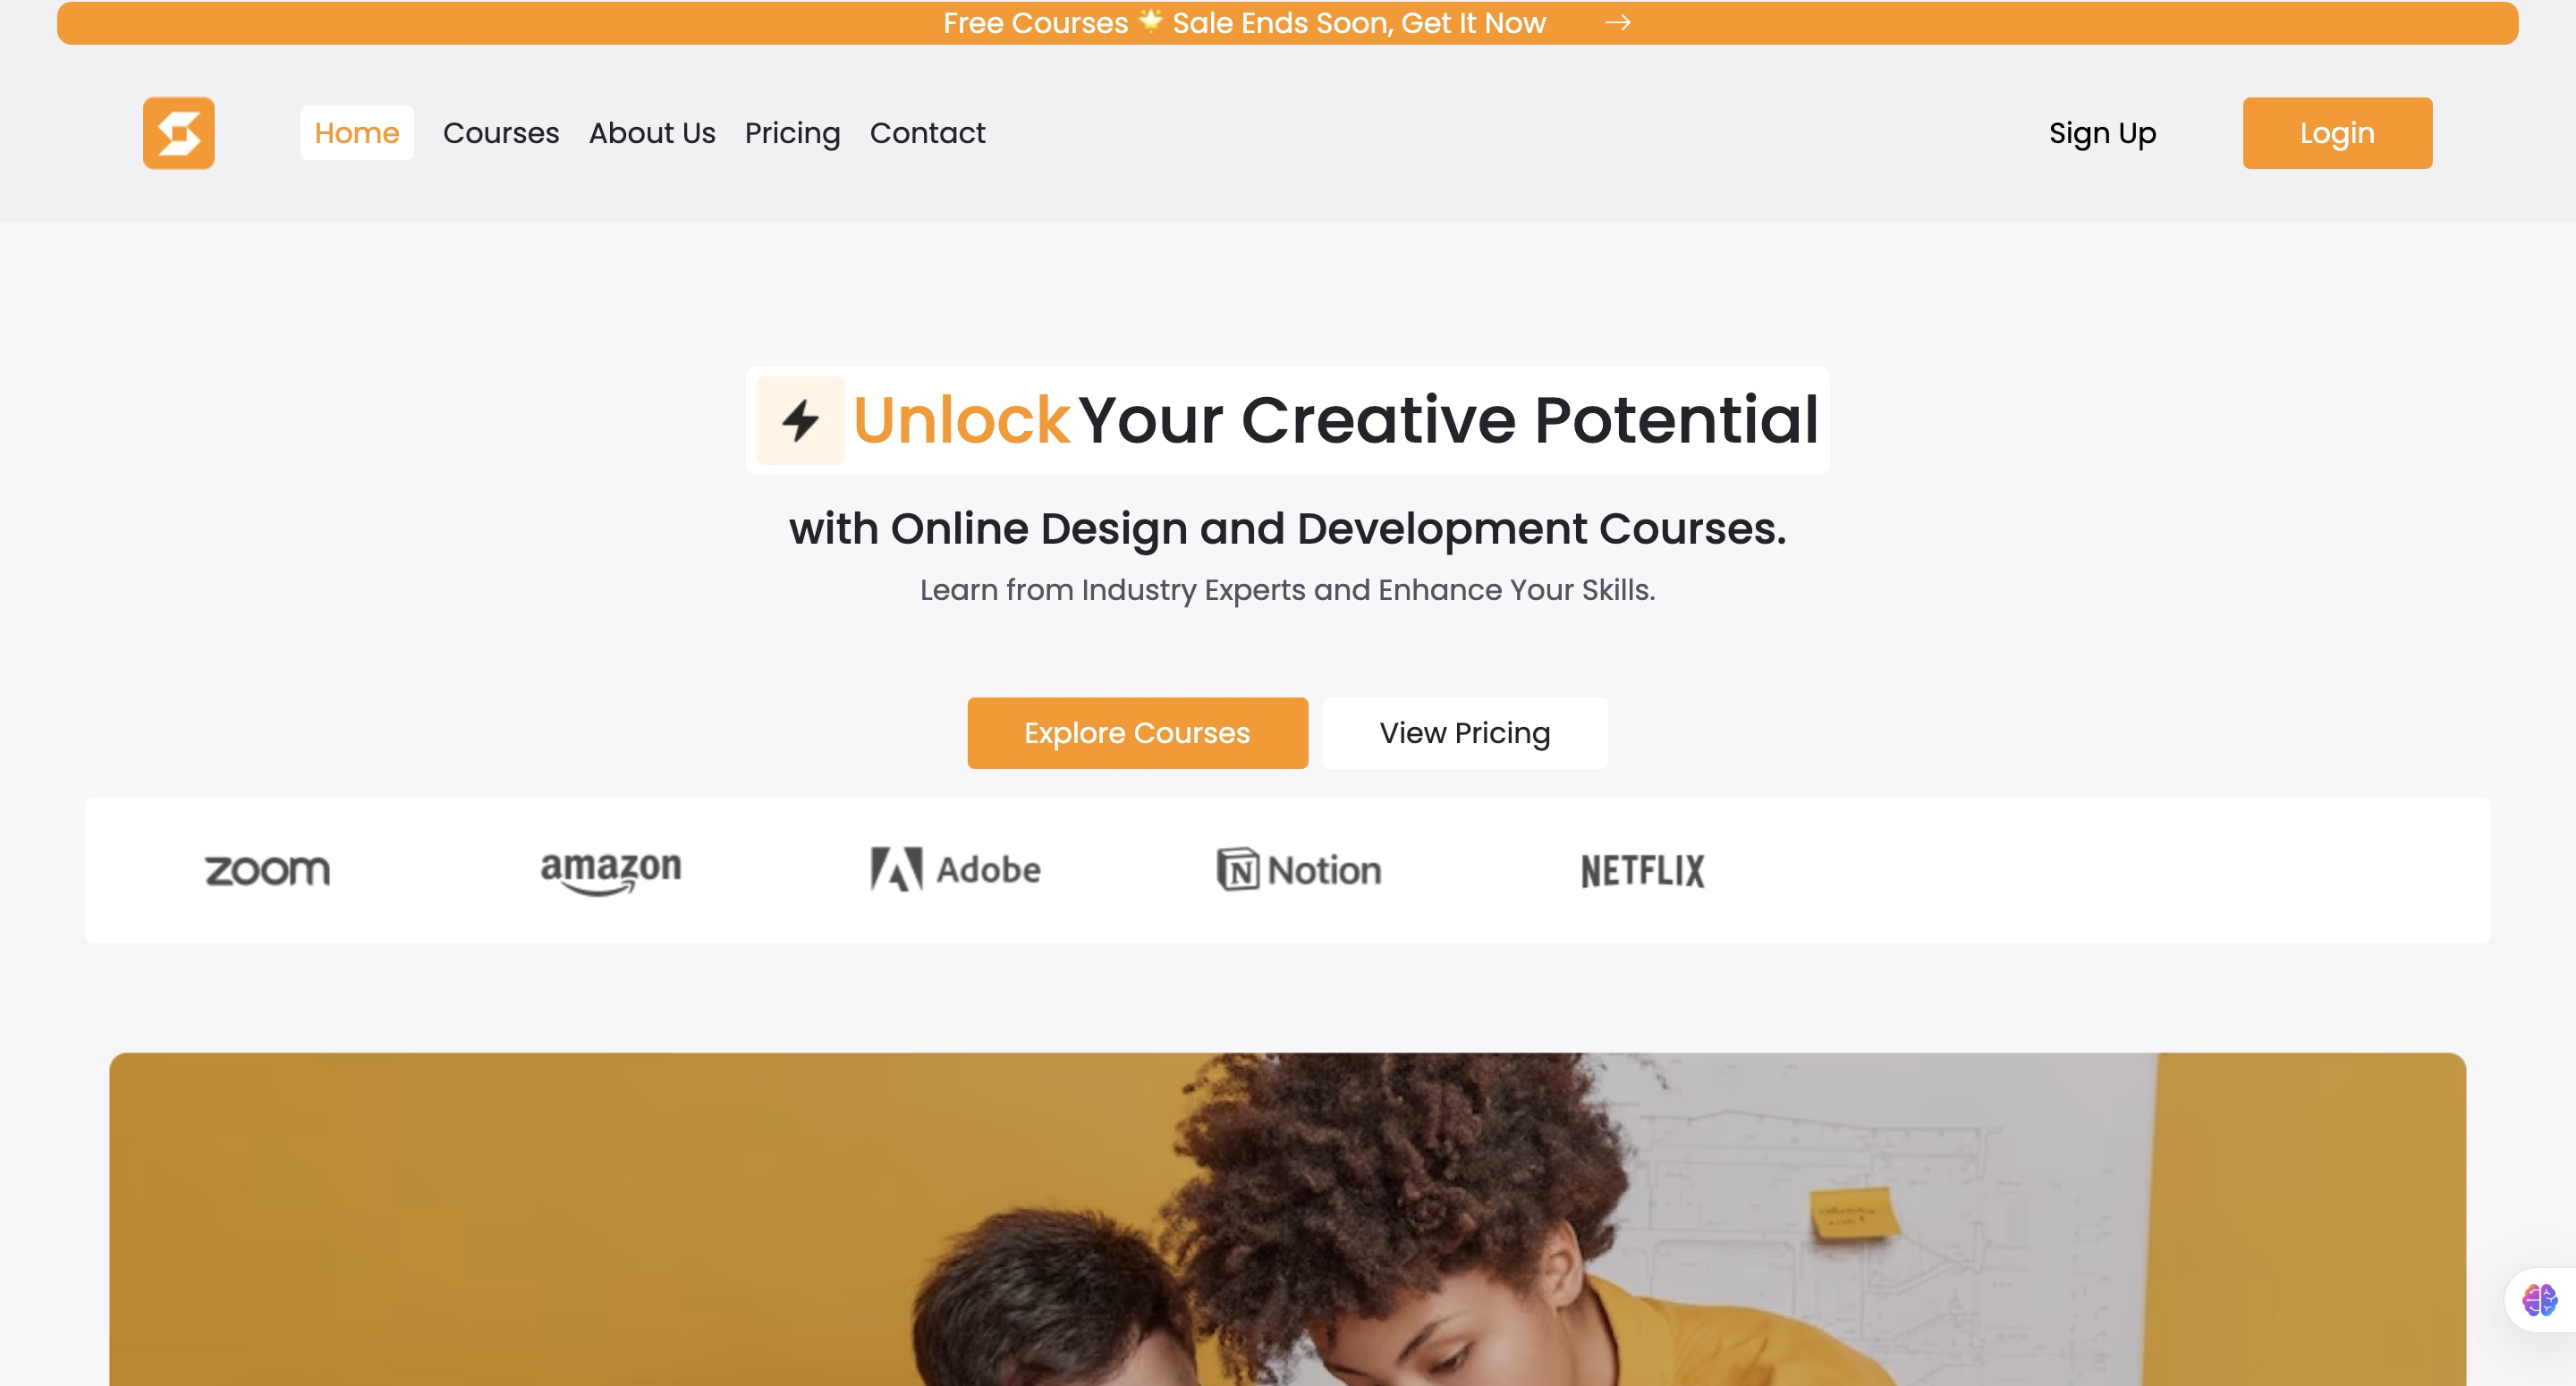 Free Courses 🌟 Sale Ends Soon, Get It Now →
Home Courses About Us Pricing Contact Sign Up Login
Unlock Your Creative Potential
with Online Design and Development Courses.
Learn from Industry Experts and Enhance Your Skills.
Explore Courses View Pricing
zoom amazon Adobe Notion NETFLIX